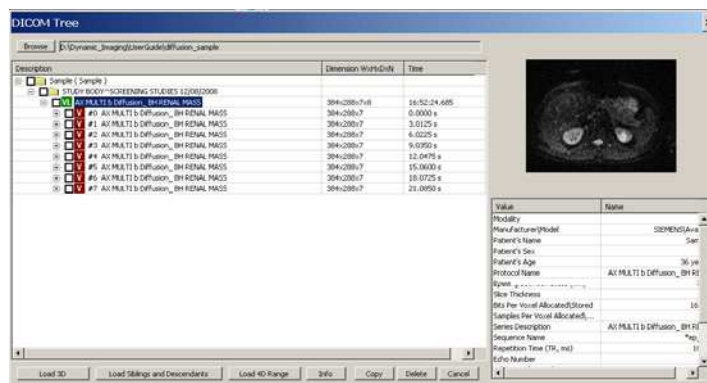 DICOM Tree
Browse D:\Dynamic_Imaging\UserGuide\diffusion_sample
Description Dimension WxHxDxN Time
Sample ( Sample )
STUDY BODY^SCREENING STUDIES 12/08/2008
VL AX MULTI b Diffusion_ BH RENAL MASS 384x288x7x8 16:52:24.685
V #0 AX MULTI b Diffusion_ BH RENAL MASS 384x288x7 0.0000 s
V #1 AX MULTI b Diffusion_ BH RENAL MASS 384x288x7 3.0125 s
V #2 AX MULTI b Diffusion_ BH RENAL MASS 384x288x7 6.0225 s
V #3 AX MULTI b Diffusion_ BH RENAL MASS 384x288x7 9.0350 s
V #4 AX MULTI b Diffusion_ BH RENAL MASS 384x288x7 12.0475 s
V #5 AX MULTI b Diffusion_ BH RENAL MASS 384x288x7 15.0600 s
V #6 AX MULTI b Diffusion_ BH RENAL MASS 384x288x7 18.0725 s
V #7 AX MULTI b Diffusion_ BH RENAL MASS 384x288x7 21.0850 s
Value Name
Modality
Manufacturer\Model SIEMENS\Ava
Patient's Name Sam
Patient's Sex
Patient's Age 36 ye
Protocol Name AX MULTI b Diffusion_ BH RE
Slice Thickness
Bits Per Voxel Allocated\Stored 16
Samples Per Voxel Allocated\,...
Series Description AX MULTI b Diffusion_ BH RE
Sequence Name *ep_
Repetition Time (TR, ms)
Echo Number
Load 3D Load Siblings and Descendants Load 4D Range Info Copy Delete Cancel